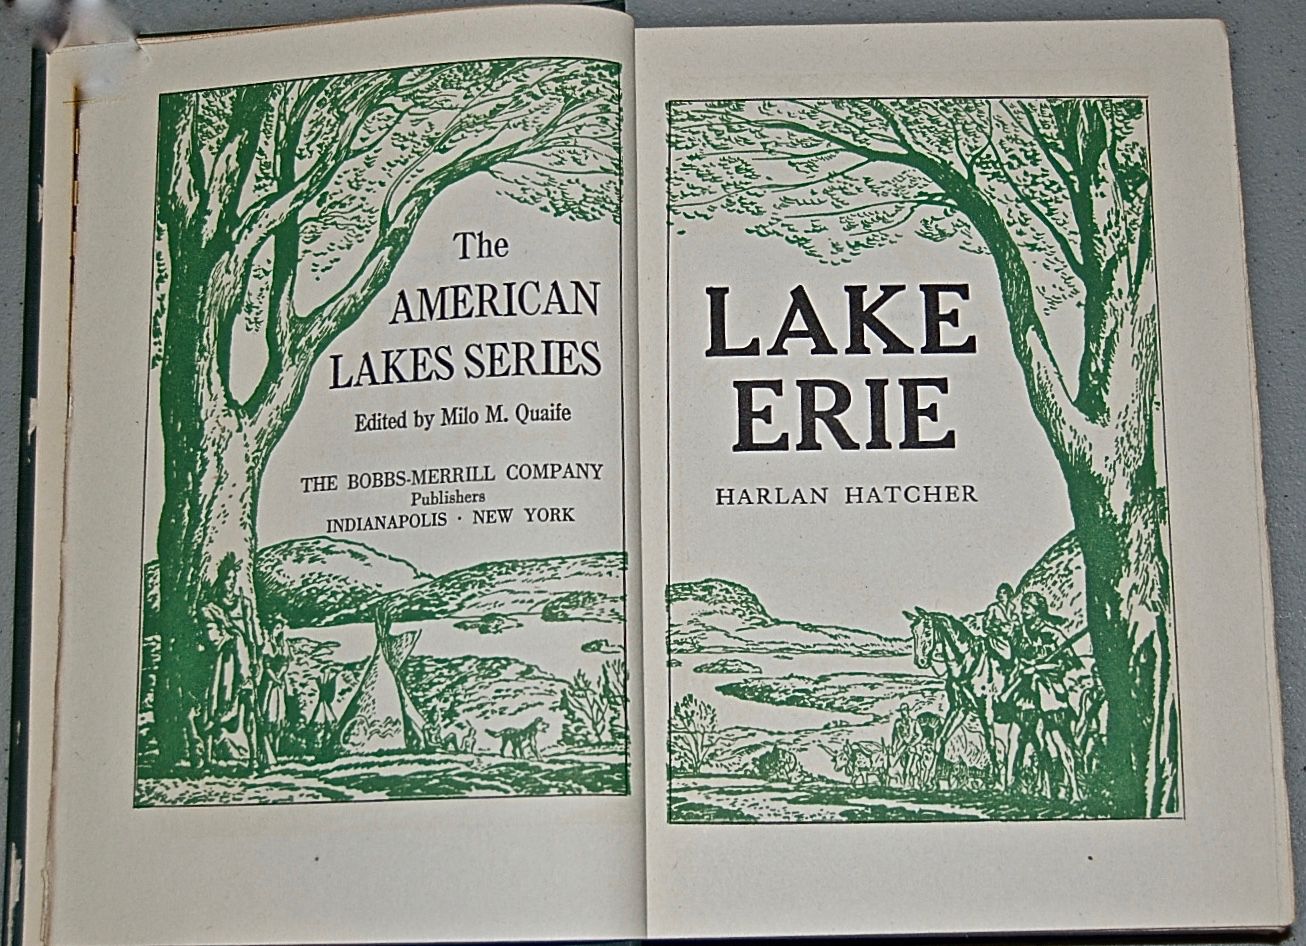 The
AMERICAN
LAKES SERIES
Edited by Milo M. Quaife
THE BOBBS-MERRILL COMPANY
Publishers
INDIANAPOLIS · NEW YORK
LAKE
ERIE
HARLAN HATCHER